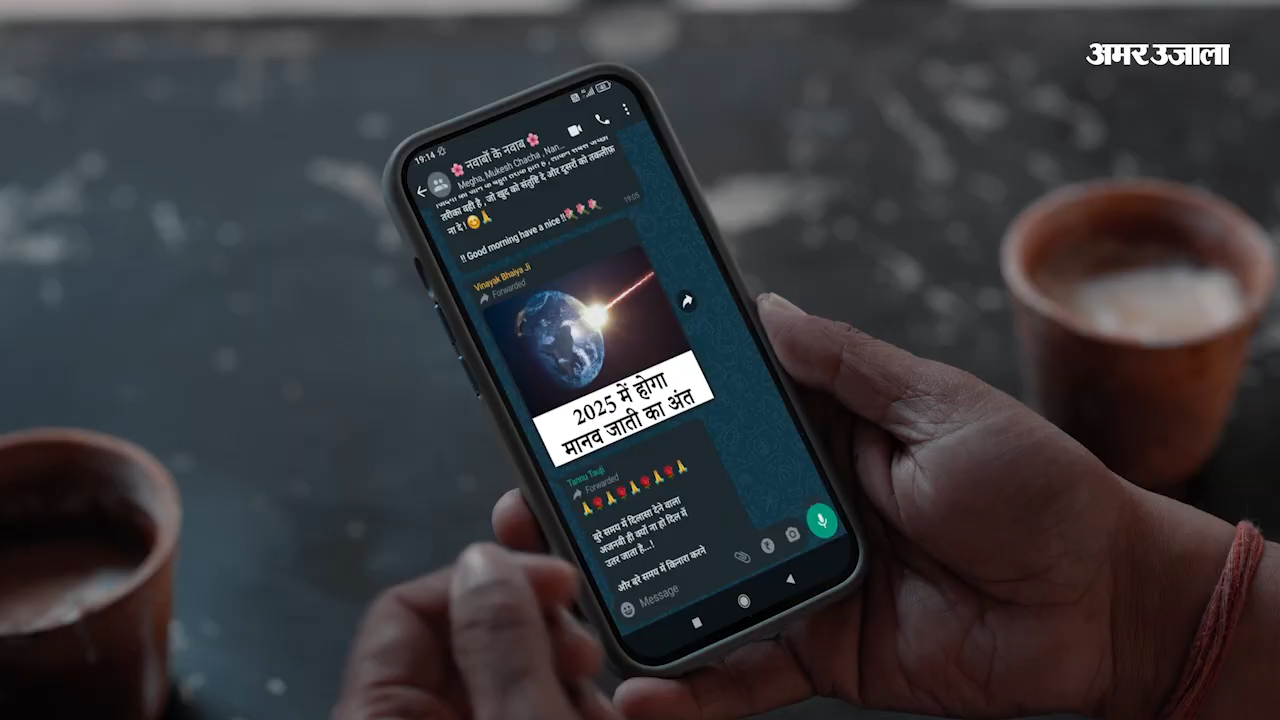 अमर उजाला
19:14
🌸 नवाबों के नवाब 🌸
Megha, Mukesh Chacha , Nan...
तरीका वही है , जो खुद को संतुष्टि दे और दूसरों को तकलीफ़
ना दे ! 😊🙏
19:05
!! Good morning have a nice !!💐💐💐
Vinayak Bhaiya Ji
Forwarded
2025 में होगा
मानव जाती का अंत
Tannu Tauji
Forwarded
🙏🌹🙏🌹🙏🌹🙏🌹🙏
बुरे समय में दिलासा देने वाला
अजनबी ही क्यों ना हो दिल में
उतर जाता है...!
और बुरे समय में किनारा करने
Message